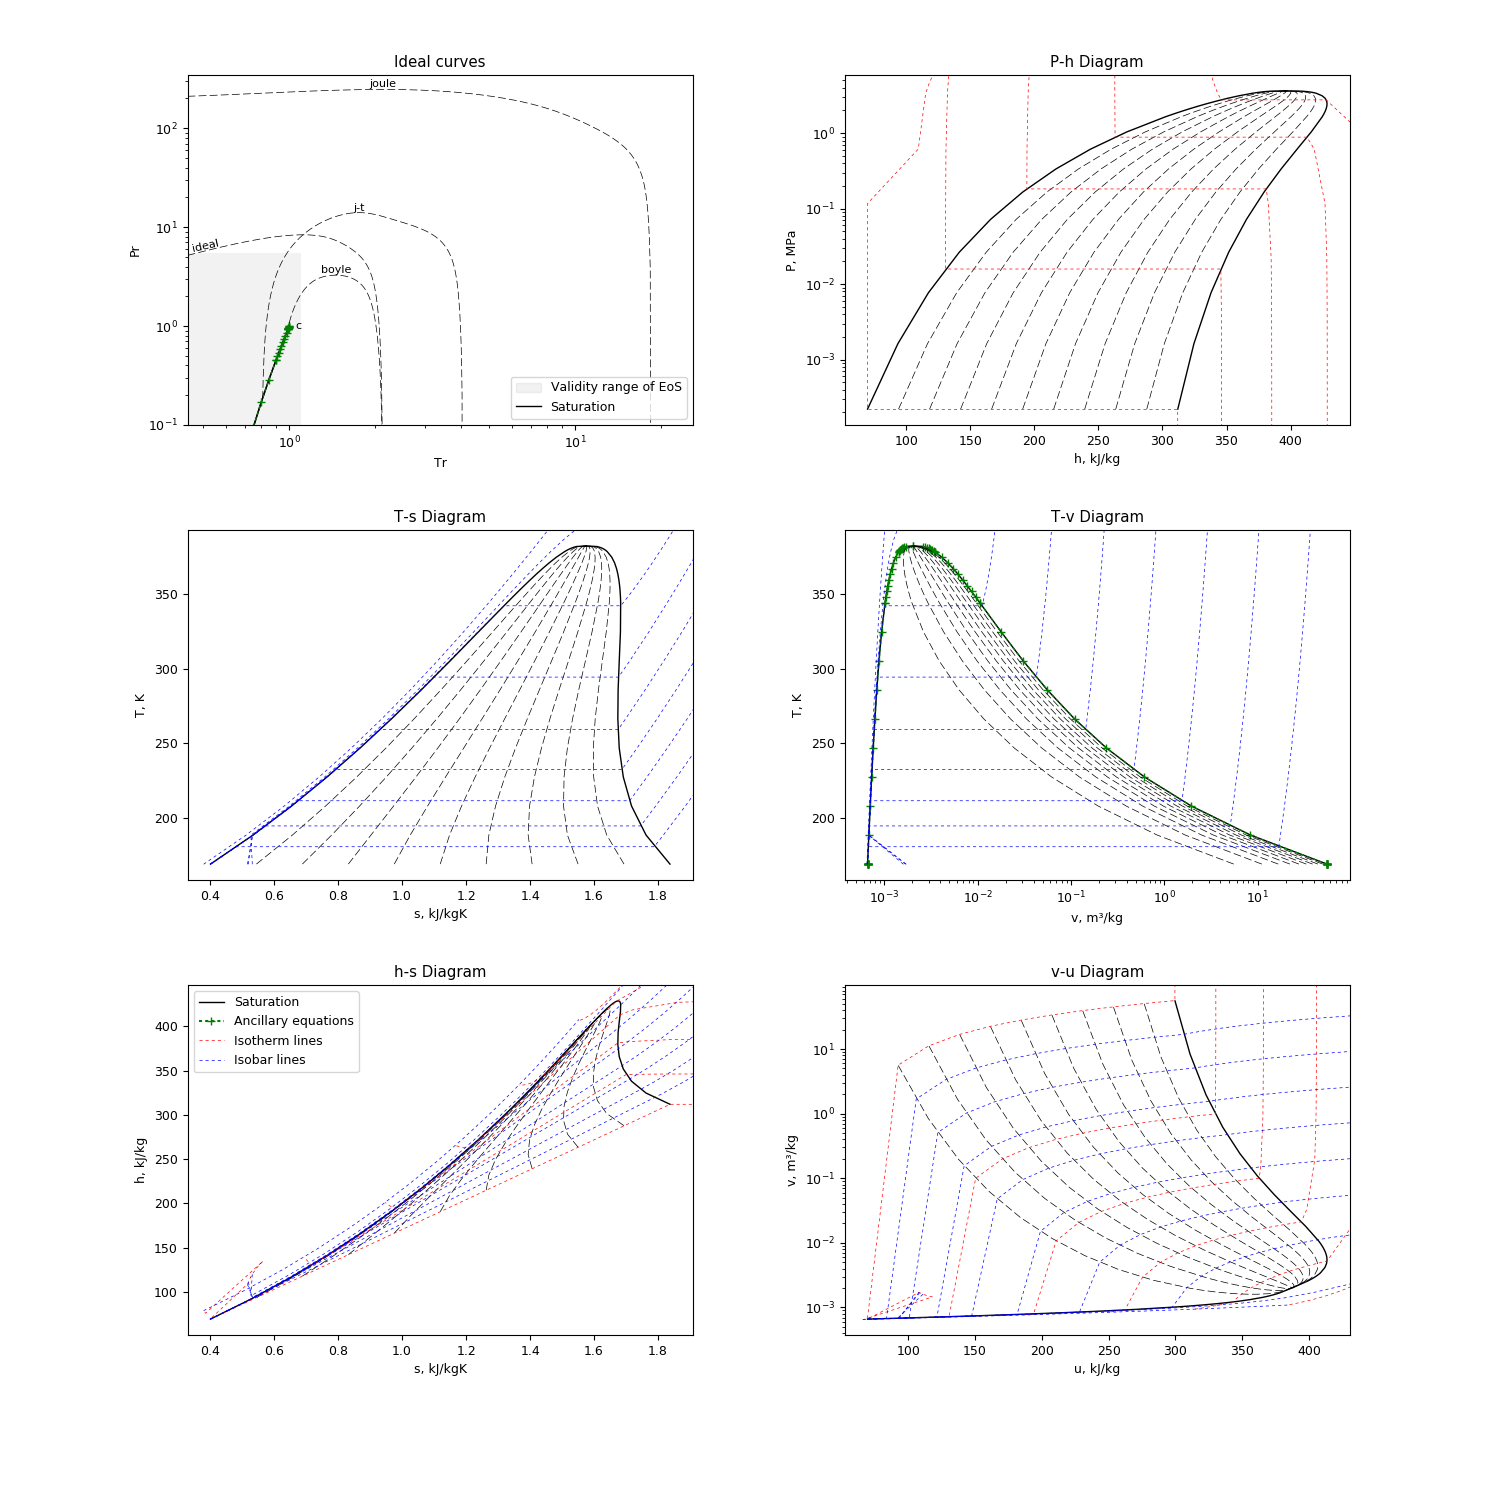 Ideal curves
joule
j-t
ideal
boyle
c
10²
10¹
10⁰
10⁻¹
Pr
Validity range of EoS
Saturation
10⁰
10¹
Tr
P-h Diagram
10⁰
10⁻¹
10⁻²
10⁻³
P, MPa
100
150
200
250
300
350
400
h, kJ/kg
T-s Diagram
350
300
250
200
T, K
0.4
0.6
0.8
1.0
1.2
1.4
1.6
1.8
s, kJ/kgK
T-v Diagram
350
300
250
200
T, K
10⁻³
10⁻²
10⁻¹
10⁰
10¹
v, m³/kg
h-s Diagram
Saturation
Ancillary equations
Isotherm lines
Isobar lines
400
350
300
250
200
150
100
h, kJ/kg
0.4
0.6
0.8
1.0
1.2
1.4
1.6
1.8
s, kJ/kgK
v-u Diagram
10¹
10⁰
10⁻¹
10⁻²
10⁻³
v, m³/kg
100
150
200
250
300
350
400
u, kJ/kg